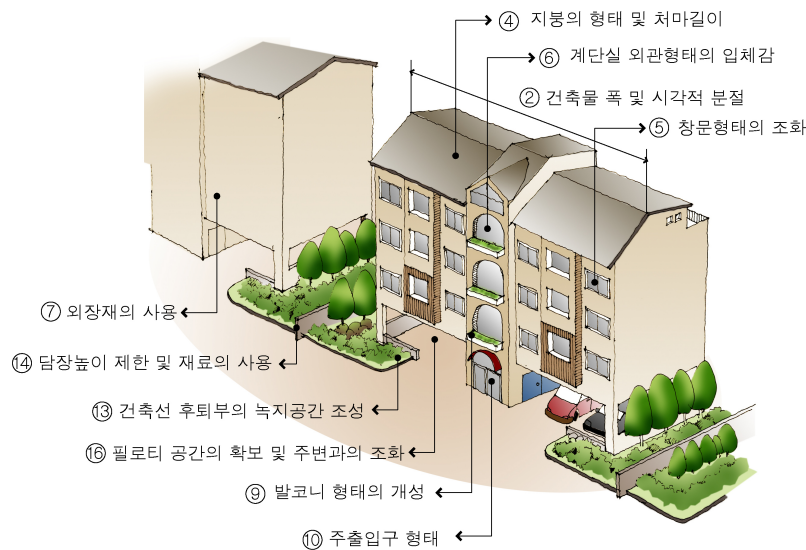 ④ 지붕의 형태 및 처마길이
⑥ 계단실 외관형태의 입체감
② 건축물 폭 및 시각적 분절
⑤ 창문형태의 조화
⑦ 외장재의 사용
⑭ 담장높이 제한 및 재료의 사용
⑬ 건축선 후퇴부의 녹지공간 조성
⑯ 필로티 공간의 확보 및 주변과의 조화
⑨ 발코니 형태의 개성
⑩ 주출입구 형태